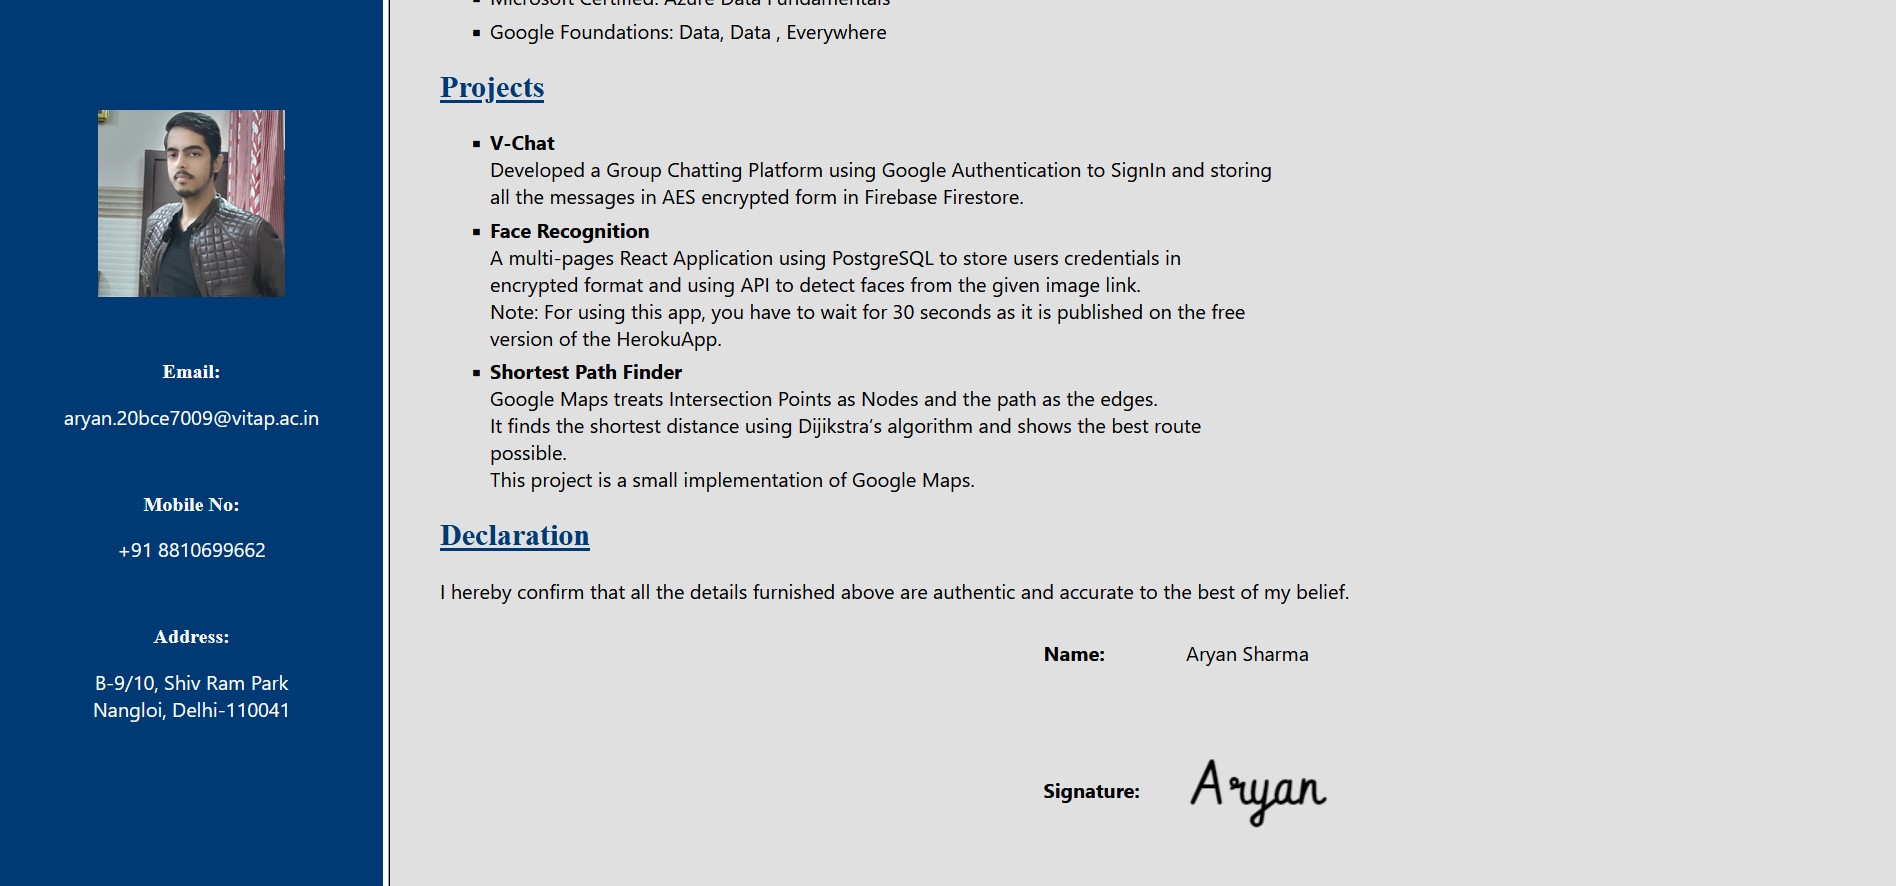 Microsoft Certified: Azure Data Fundamentals
Google Foundations: Data, Data , Everywhere
Projects
V-Chat
Developed a Group Chatting Platform using Google Authentication to SignIn and storing
all the messages in AES encrypted form in Firebase Firestore.
Face Recognition
A multi-pages React Application using PostgreSQL to store users credentials in
encrypted format and using API to detect faces from the given image link.
Note: For using this app, you have to wait for 30 seconds as it is published on the free
version of the HerokuApp.
Shortest Path Finder
Google Maps treats Intersection Points as Nodes and the path as the edges.
It finds the shortest distance using Dijikstra’s algorithm and shows the best route
possible.
This project is a small implementation of Google Maps.
Declaration
I hereby confirm that all the details furnished above are authentic and accurate to the best of my belief.
Name: Aryan Sharma
Signature: Aryan
Email:
aryan.20bce7009@vitap.ac.in
Mobile No:
+91 8810699662
Address:
B-9/10, Shiv Ram Park
Nangloi, Delhi-110041